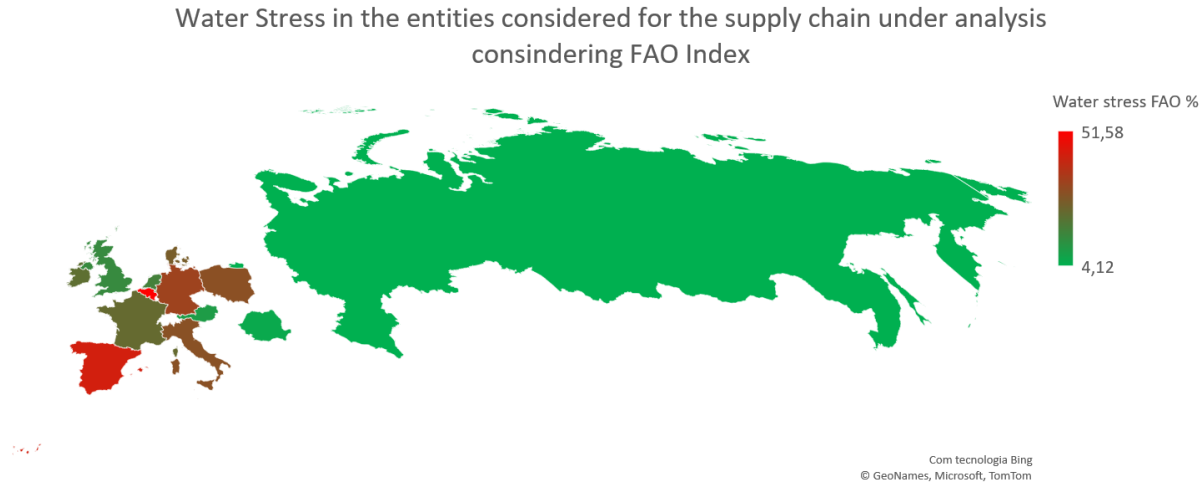 Water Stress in the entities considered for the supply chain under analysis
consindering FAO Index
Water stress FAO %
51,58
4,12
Com tecnologia Bing
© GeoNames, Microsoft, TomTom